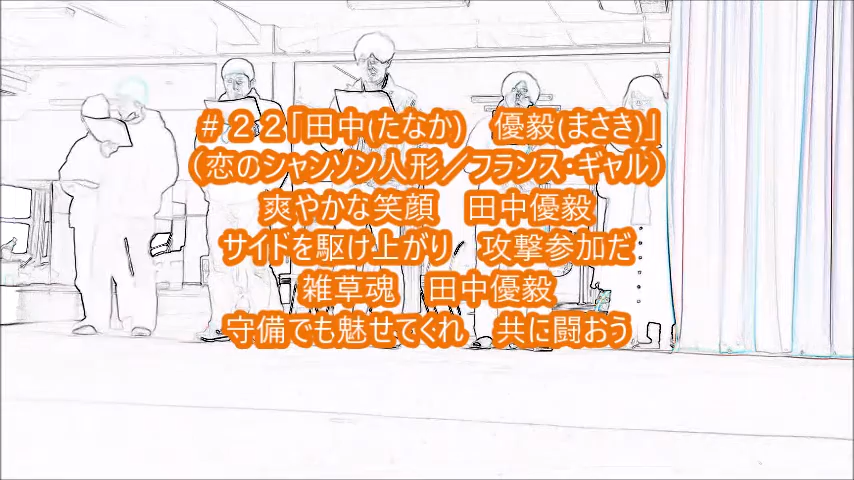 ＃２２「田中(たなか)　優毅(まさき)」
（恋のシャンソン人形／フランス・ギャル）
爽やかな笑顔　田中優毅
サイドを駆け上がり　攻撃参加だ
雑草魂　田中優毅
守備でも魅せてくれ　共に闘おう